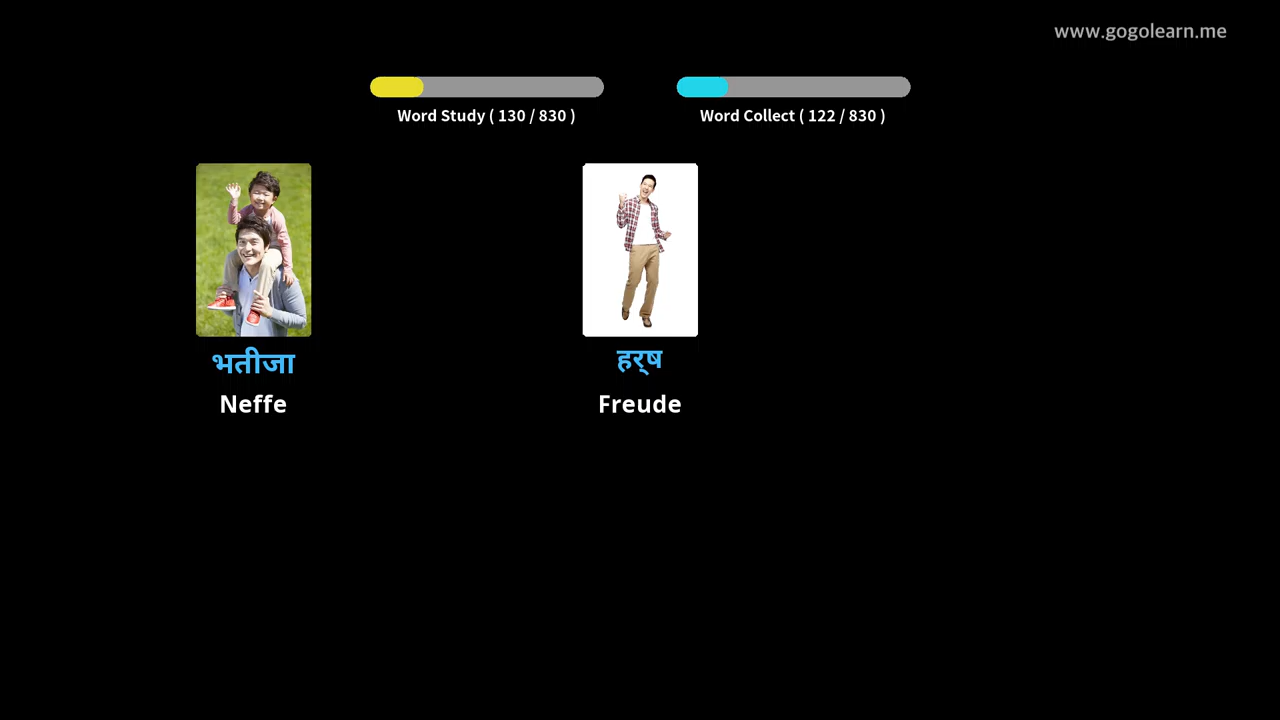 www.gogolearn.me
Word Study ( 130 / 830 )
Word Collect ( 122 / 830 )
भतीजा
Neffe
हर्‌ष
Freude